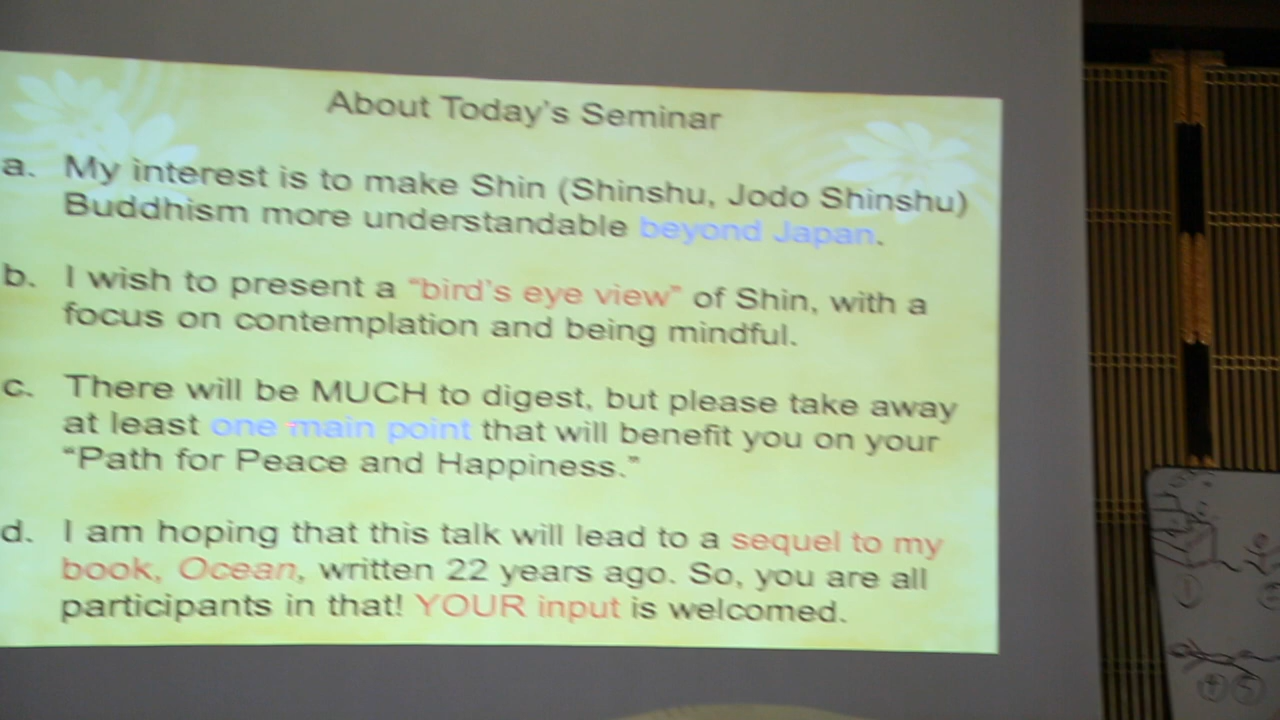 About Today's Seminar
a. My interest is to make Shin (Shinshu, Jodo Shinshu)
Buddhism more understandable beyond Japan.
b. I wish to present a "bird's eye view" of Shin, with a
focus on contemplation and being mindful.
c. There will be MUCH to digest, but please take away
at least one main point that will benefit you on your
"Path for Peace and Happiness."
d. I am hoping that this talk will lead to a sequel to my
book, Ocean, written 22 years ago. So, you are all
participants in that! YOUR input is welcomed.
①
④ ⑤